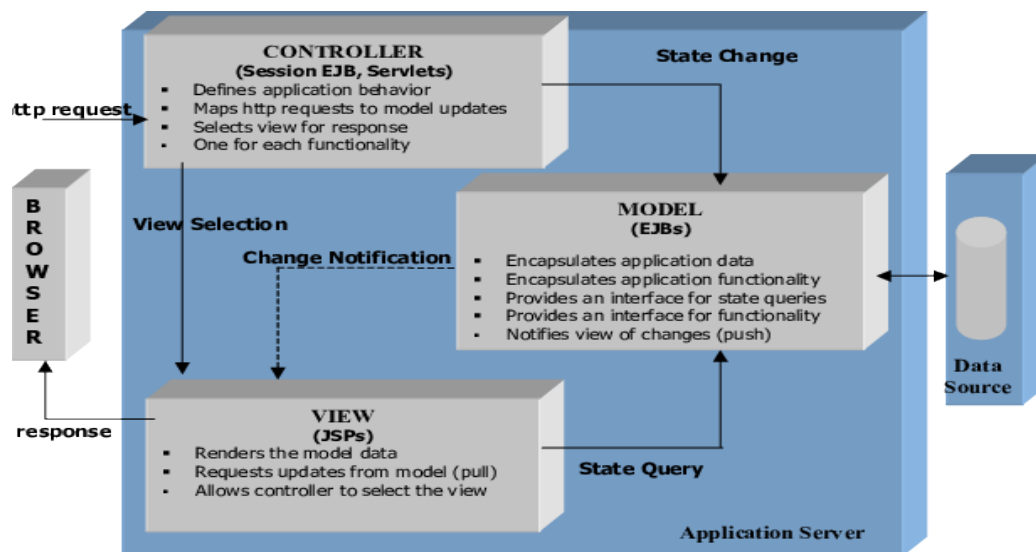 CONTROLLER
(Session EJB, Servlets)
▪ Defines application behavior
▪ Maps http requests to model updates
▪ Selects view for response
▪ One for each functionality
State Change
http request
BROWSER
View Selection
Change Notification
MODEL
(EJBs)
▪ Encapsulates application data
▪ Encapsulates application functionality
▪ Provides an interface for state queries
▪ Provides an interface for functionality
▪ Notifies view of changes (push)
Data
Source
response
VIEW
(JSPs)
▪ Renders the model data
▪ Requests updates from model (pull)
▪ Allows controller to select the view
State Query
Application Server